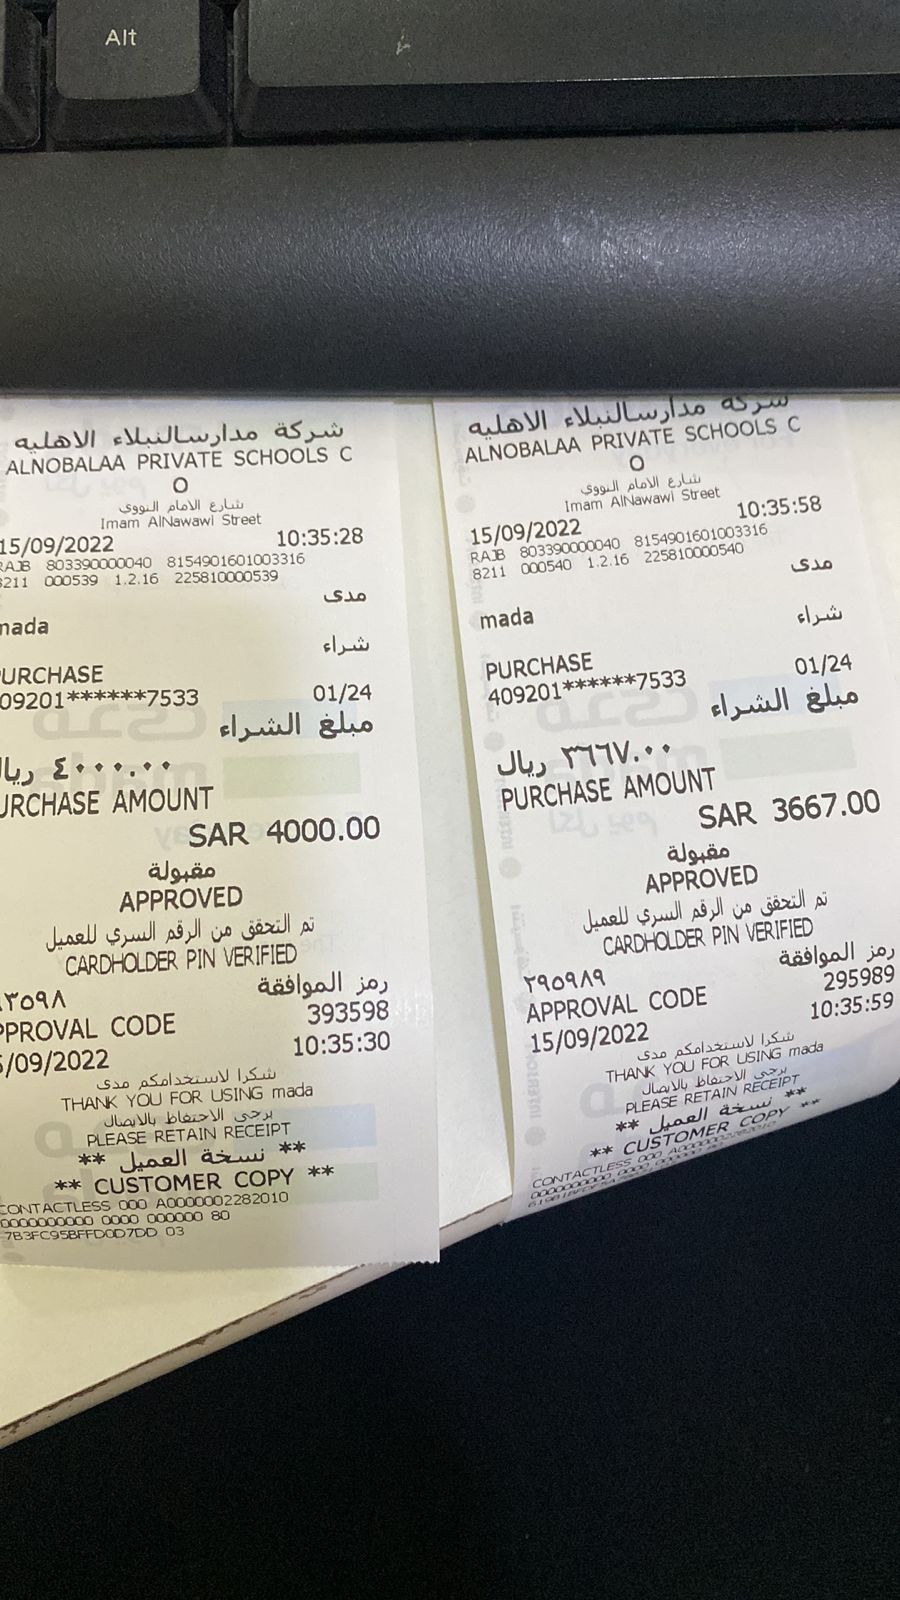 Alt
شركة مدارسالنبلاء الاهليه
ALNOBALAA PRIVATE SCHOOLS C
O
شارع الامام النووي
Imam AlNawawi Street
15/09/2022 10:35:28
RAJB 803390000040 8154901601003316
8211 000539 1.2.16 225810000539
مدى
mada
شراء
PURCHASE
09201******7533 01/24
مبلغ الشراء
٤٠٠٠.٠٠ ريال
PURCHASE AMOUNT
SAR 4000.00
مقبولة
APPROVED
تم التحقق من الرقم السري للعميل
CARDHOLDER PIN VERIFIED
رمز الموافقة
٣٥٩٨
APPROVAL CODE 393598
5/09/2022 10:35:30
شكرا لاستخدامكم مدى
THANK YOU FOR USING mada
يرجى الاحتفاظ بالايصال
PLEASE RETAIN RECEIPT
** نسخة العميل **
** CUSTOMER COPY **
CONTACTLESS 000 A0000002282010
0000000000 0000 000000 80
7B3FC95BFFD0D7DD 03
شركة مدارسالنبلاء الاهليه
ALNOBALAA PRIVATE SCHOOLS C
O
شارع الامام النووي
Imam AlNawawi Street
15/09/2022 10:35:58
RAJB 803390000040 8154901601003316
8211 000540 1.2.16 225810000540
مدى
mada
شراء
PURCHASE
409201******7533 01/24
مبلغ الشراء
٣٦٦٧.٠٠ ريال
PURCHASE AMOUNT
SAR 3667.00
مقبولة
APPROVED
تم التحقق من الرقم السري للعميل
CARDHOLDER PIN VERIFIED
رمز الموافقة
٢٩٥٩٨٩
APPROVAL CODE 295989
15/09/2022 10:35:59
شكرا لاستخدامكم مدى
THANK YOU FOR USING mada
يرجى الاحتفاظ بالايصال
PLEASE RETAIN RECEIPT
** نسخة العميل **
** CUSTOMER COPY **
CONTACTLESS 000 A0000002282010